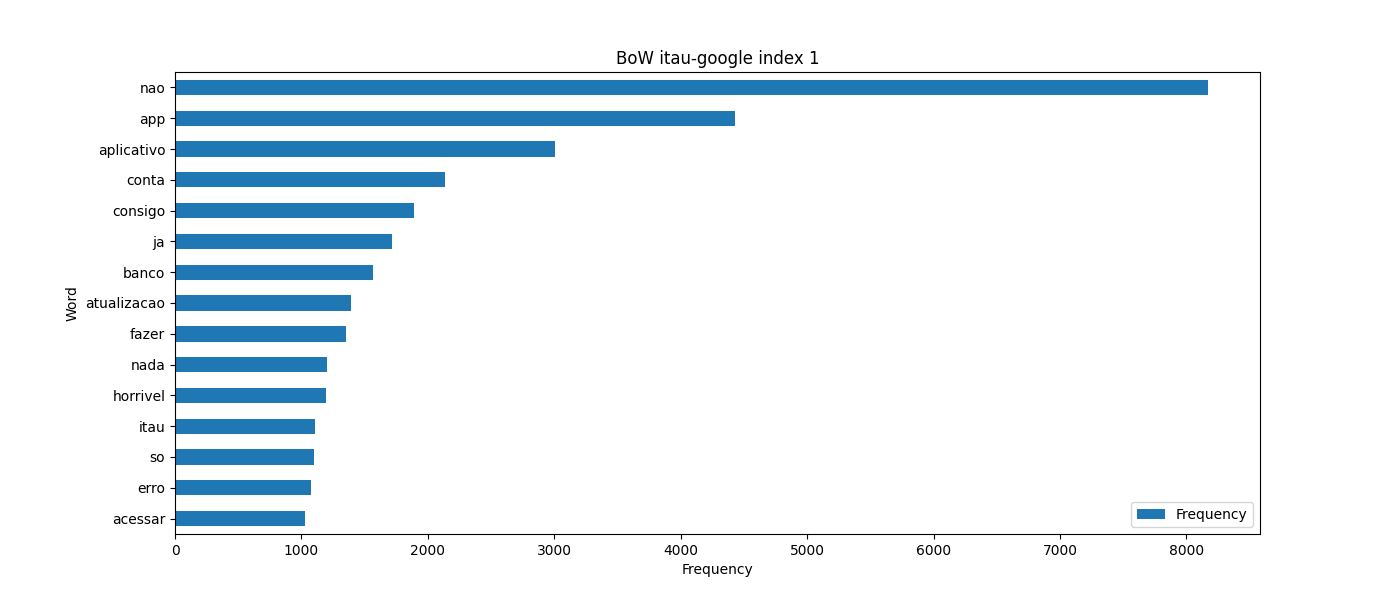 BoW itau-google index 1
Word
nao
app
aplicativo
conta
consigo
ja
banco
atualizacao
fazer
nada
horrivel
itau
so
erro
acessar
Frequency
0 1000 2000 3000 4000 5000 6000 7000 8000
Frequency